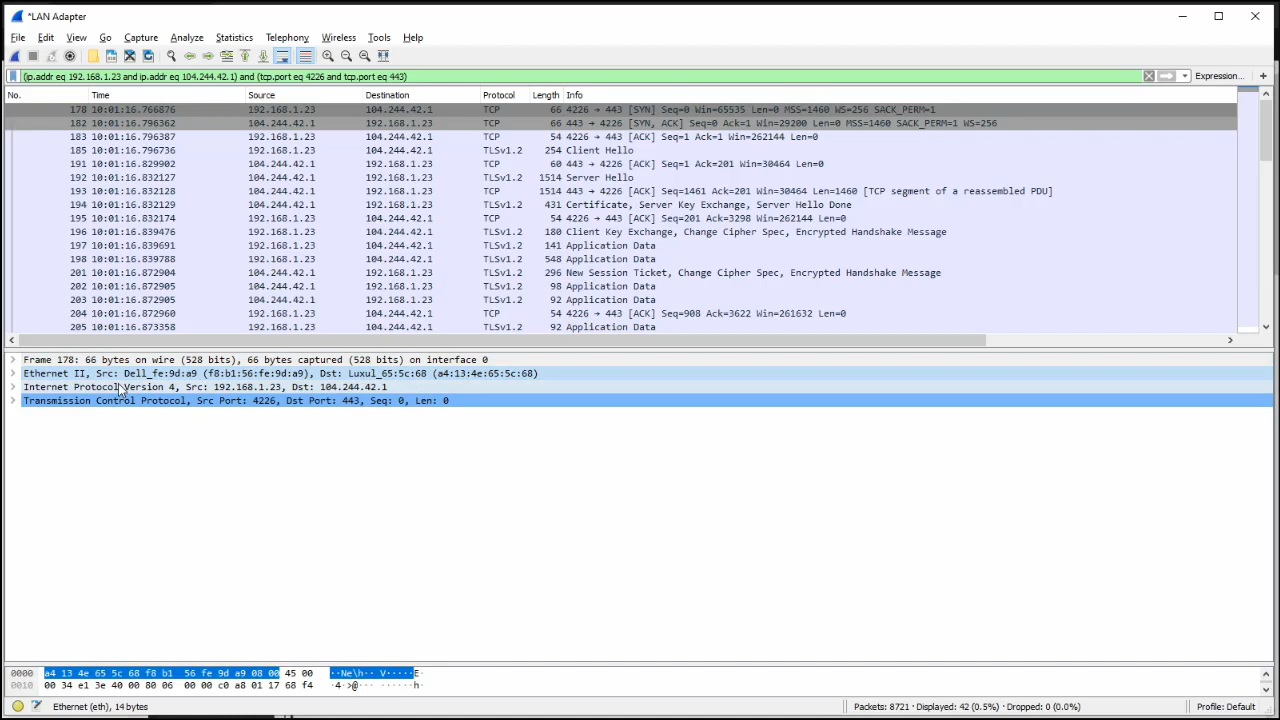 *LAN Adapter
File Edit View Go Capture Analyze Statistics Telephony Wireless Tools Help
(ip.addr eq 192.168.1.23 and ip.addr eq 104.244.42.1) and (tcp.port eq 4226 and tcp.port eq 443) Expression... +
No. Time Source Destination Protocol Length Info
178 10:01:16.766876 192.168.1.23 104.244.42.1 TCP 66 4226 → 443 [SYN] Seq=0 Win=65535 Len=0 MSS=1460 WS=256 SACK_PERM=1
182 10:01:16.796362 104.244.42.1 192.168.1.23 TCP 66 443 → 4226 [SYN, ACK] Seq=0 Ack=1 Win=29200 Len=0 MSS=1460 SACK_PERM=1 WS=256
183 10:01:16.796387 192.168.1.23 104.244.42.1 TCP 54 4226 → 443 [ACK] Seq=1 Ack=1 Win=262144 Len=0
185 10:01:16.796736 192.168.1.23 104.244.42.1 TLSv1.2 254 Client Hello
191 10:01:16.829902 104.244.42.1 192.168.1.23 TCP 60 443 → 4226 [ACK] Seq=1 Ack=201 Win=30464 Len=0
192 10:01:16.832127 104.244.42.1 192.168.1.23 TLSv1.2 1514 Server Hello
193 10:01:16.832128 104.244.42.1 192.168.1.23 TCP 1514 443 → 4226 [ACK] Seq=1461 Ack=201 Win=30464 Len=1460 [TCP segment of a reassembled PDU]
194 10:01:16.832129 104.244.42.1 192.168.1.23 TLSv1.2 431 Certificate, Server Key Exchange, Server Hello Done
195 10:01:16.832174 192.168.1.23 104.244.42.1 TCP 54 4226 → 443 [ACK] Seq=201 Ack=3298 Win=262144 Len=0
196 10:01:16.839476 192.168.1.23 104.244.42.1 TLSv1.2 180 Client Key Exchange, Change Cipher Spec, Encrypted Handshake Message
197 10:01:16.839691 192.168.1.23 104.244.42.1 TLSv1.2 141 Application Data
198 10:01:16.839788 192.168.1.23 104.244.42.1 TLSv1.2 548 Application Data
201 10:01:16.872904 104.244.42.1 192.168.1.23 TLSv1.2 296 New Session Ticket, Change Cipher Spec, Encrypted Handshake Message
202 10:01:16.872905 104.244.42.1 192.168.1.23 TLSv1.2 98 Application Data
203 10:01:16.872905 104.244.42.1 192.168.1.23 TLSv1.2 92 Application Data
204 10:01:16.872960 192.168.1.23 104.244.42.1 TCP 54 4226 → 443 [ACK] Seq=908 Ack=3622 Win=261632 Len=0
205 10:01:16.873358 192.168.1.23 104.244.42.1 TLSv1.2 92 Application Data
Frame 178: 66 bytes on wire (528 bits), 66 bytes captured (528 bits) on interface 0
Ethernet II, Src: Dell_fe:9d:a9 (f8:b1:56:fe:9d:a9), Dst: Luxul_65:5c:68 (a4:13:4e:65:5c:68)
Internet Protocol Version 4, Src: 192.168.1.23, Dst: 104.244.42.1
Transmission Control Protocol, Src Port: 4226, Dst Port: 443, Seq: 0, Len: 0
0000 a4 13 4e 65 5c 68 f8 b1 56 fe 9d a9 08 00 45 00 ··Ne\h·· V·····E·
0010 00 34 e1 3e 40 00 80 06 00 00 c0 a8 01 17 68 f4 ·4·>@··· ······h·
Ethernet (eth), 14 bytes Packets: 8721 · Displayed: 42 (0.5%) · Dropped: 0 (0.0%) Profile: Default